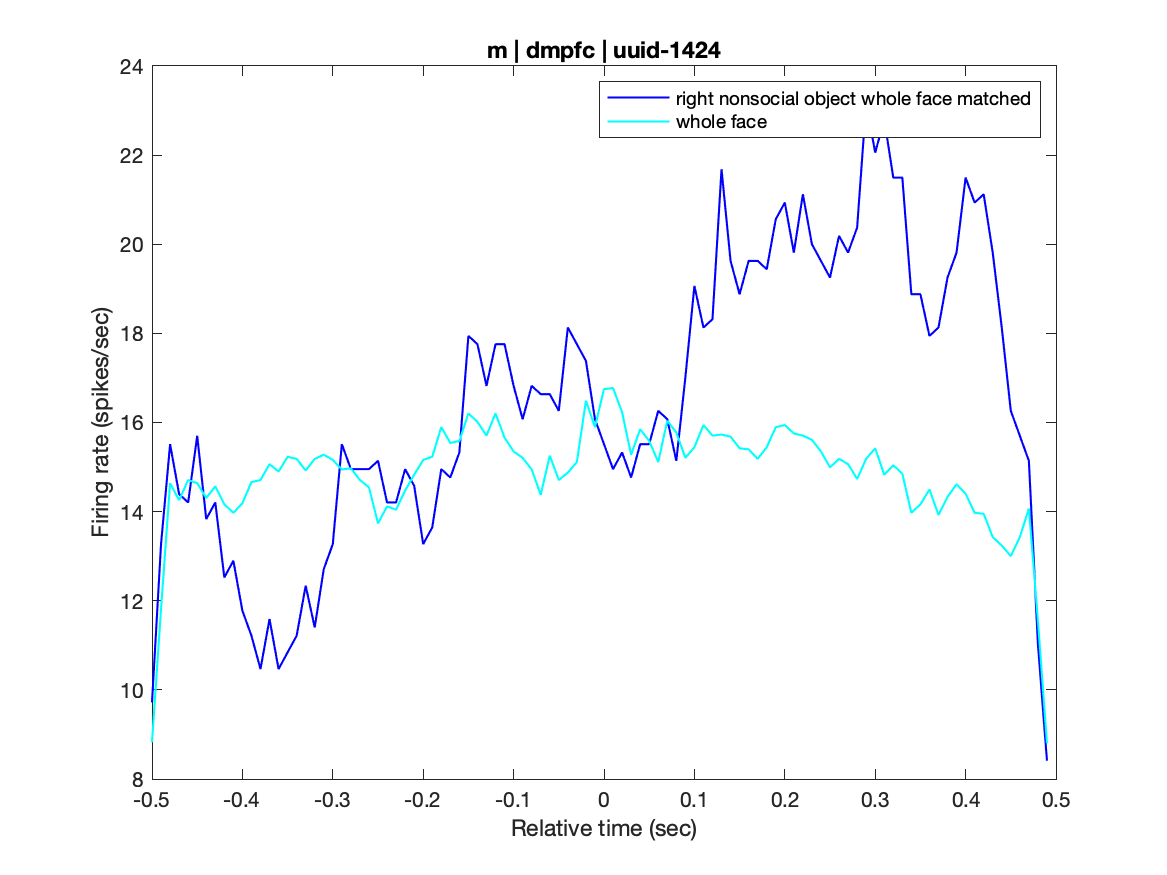 m | dmpfc | uuid-1424
right nonsocial object whole face matched
whole face
Firing rate (spikes/sec)
24
22
20
18
16
14
12
10
8
-0.5 -0.4 -0.3 -0.2 -0.1 0 0.1 0.2 0.3 0.4 0.5
Relative time (sec)